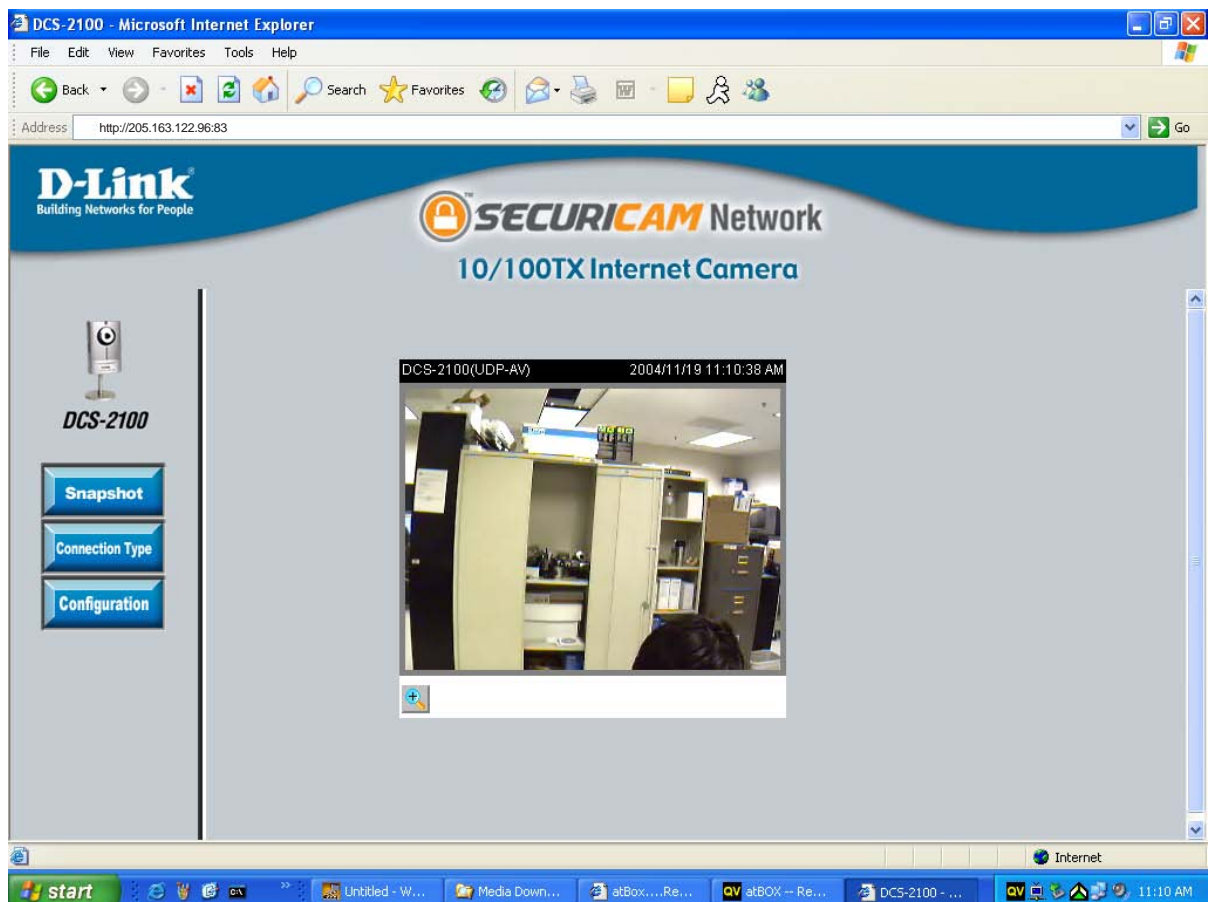 DCS-2100 - Microsoft Internet Explorer
File Edit View Favorites Tools Help
Back Search Favorites
Address http://205.163.122.96:83 Go
D-Link®
Building Networks for People
SECURICAM Network
™
10/100TX Internet Camera
DCS-2100(UDP-AV) 2004/11/19 11:10:38 AM
DCS-2100
Snapshot
Connection Type
Configuration
Internet
start Untitled - W... Media Down... atBox....Re... QV atBOX -- Re... DCS-2100 - ... QV 11:10 AM